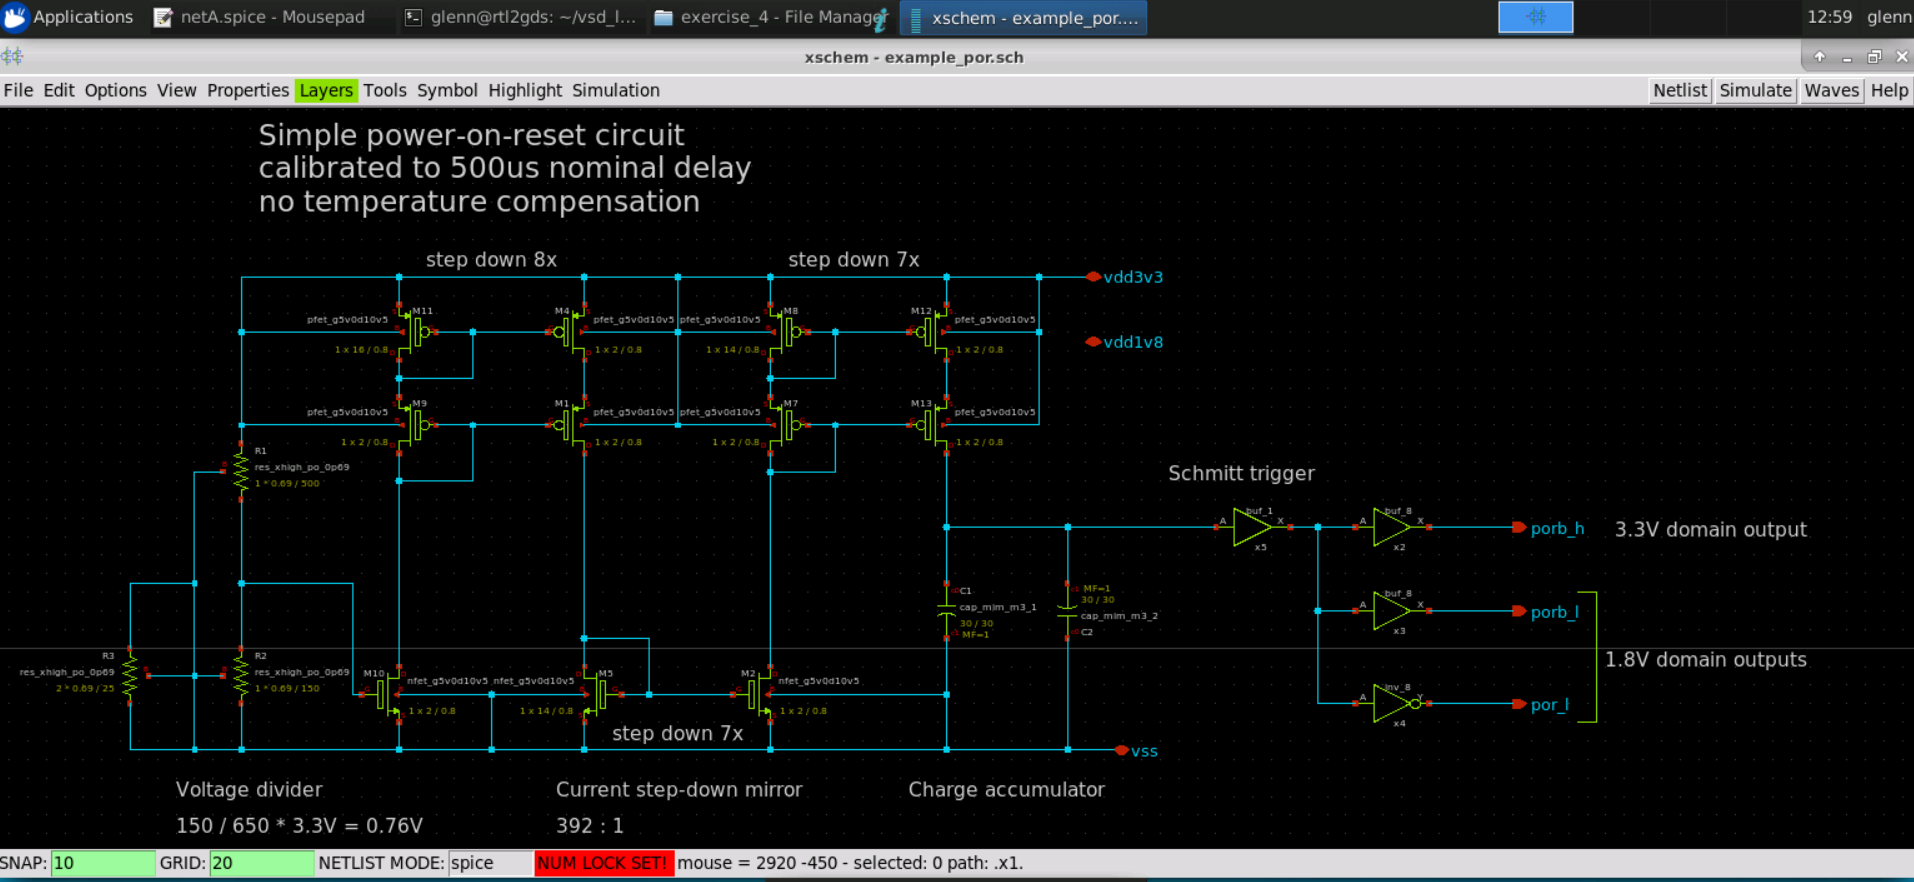 Applications
netA.spice - Mousepad
glenn@rtl2gds: ~/vsd_l...
exercise_4 - File Manager
xschem - example_por....
12:59
glenn
xschem - example_por.sch
File Edit Options View Properties Layers Tools Symbol Highlight Simulation
Netlist Simulate Waves Help
Simple power-on-reset circuit
calibrated to 500us nominal delay
no temperature compensation
step down 8x
step down 7x
vdd3v3
M11
M4
M8
M12
pfet_g5v0d10v5
pfet_g5v0d10v5
pfet_g5v0d10v5
pfet_g5v0d10v5
1 x 16 / 0.8
1 x 2 / 0.8
1 x 14 / 0.8
1 x 2 / 0.8
vdd1v8
M9
M1
M7
M13
pfet_g5v0d10v5
pfet_g5v0d10v5
pfet_g5v0d10v5
pfet_g5v0d10v5
1 x 2 / 0.8
1 x 2 / 0.8
1 x 2 / 0.8
1 x 2 / 0.8
R1
res_xhigh_po_0p69
1 * 0.69 / 500
Schmitt trigger
buf_1
A
X
x5
buf_8
A
X
x2
porb_h
3.3V domain output
C1
cap_mim_m3_1
30 / 30
MF=1
MF=1
30 / 30
cap_mim_m3_2
C2
buf_8
A
X
x3
porb_l
1.8V domain outputs
R3
res_xhigh_po_0p69
2 * 0.69 / 25
R2
res_xhigh_po_0p69
1 * 0.69 / 150
M10
nfet_g5v0d10v5
1 x 2 / 0.8
M5
nfet_g5v0d10v5
1 x 14 / 0.8
M2
nfet_g5v0d10v5
1 x 2 / 0.8
inv_8
A
Y
x4
por_l
step down 7x
vss
Voltage divider
150 / 650 * 3.3V = 0.76V
Current step-down mirror
392 : 1
Charge accumulator
SNAP: 10 GRID: 20 NETLIST MODE: spice NUM LOCK SET! mouse = 2920 -450 - selected: 0 path: .x1.